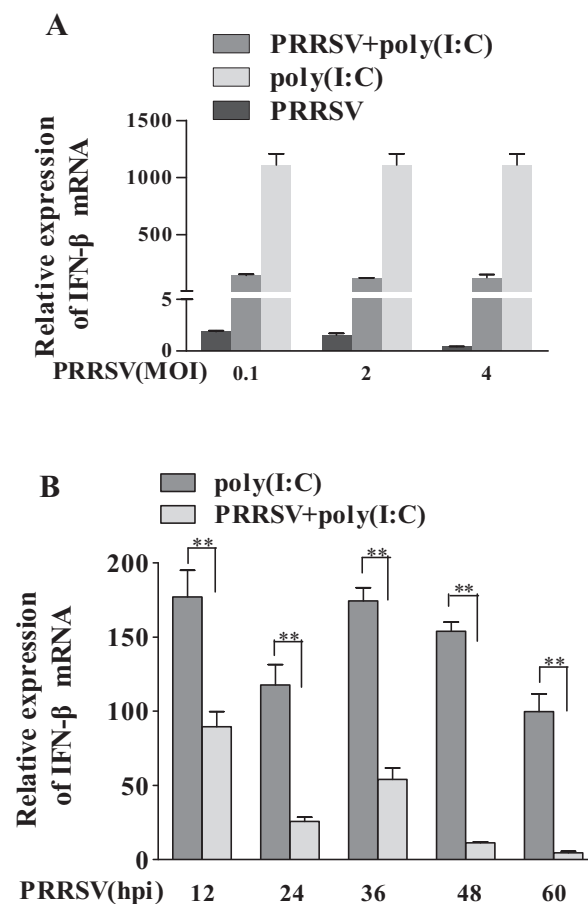 A
PRRSV+poly(I:C)
poly(I:C)
PRRSV
Relative expression
of IFN-β mRNA
1500
1000
500
5
0
PRRSV(MOI) 0.1 2 4
B
poly(I:C)
PRRSV+poly(I:C)
Relative expression
of IFN-β mRNA
200
150
100
50
0
** ** ** ** **
PRRSV(hpi) 12 24 36 48 60